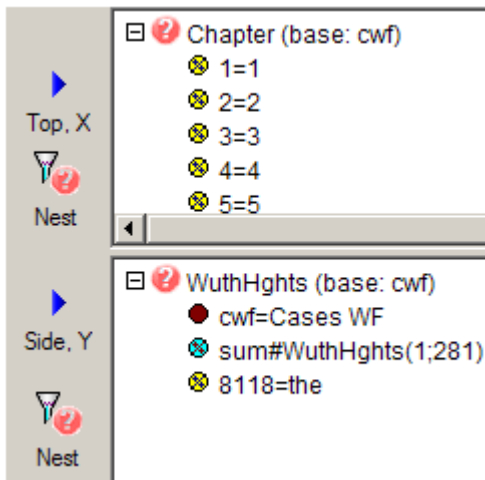 Chapter (base: cwf)
1=1
2=2
3=3
4=4
5=5
Top, X
Nest
WuthHghts (base: cwf)
cwf=Cases WF
sum#WuthHghts(1;281)
8118=the
Side, Y
Nest